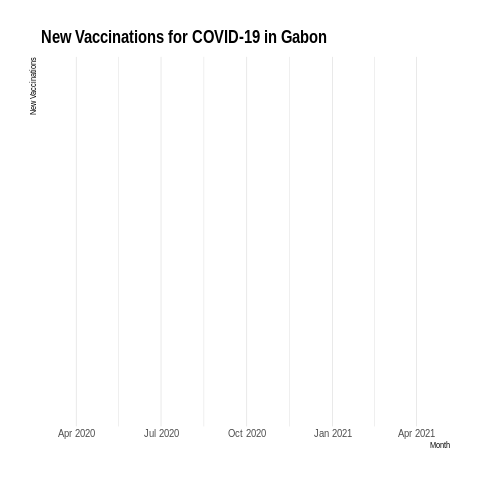 New Vaccinations for COVID-19 in Gabon
New Vaccinations
Apr 2020 Jul 2020 Oct 2020 Jan 2021 Apr 2021
Month